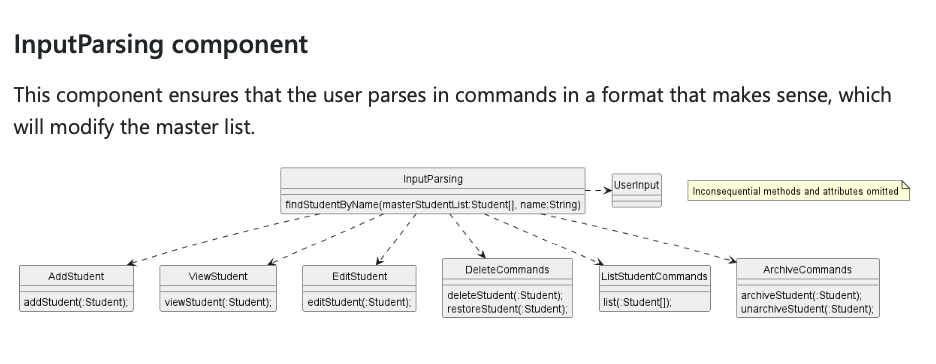 InputParsing component
This component ensures that the user parses in commands in a format that makes sense, which
will modify the master list.
InputParsing
findStudentByName(masterStudentList:Student[], name:String)
UserInput
Inconsequential methods and attributes omitted
AddStudent
addStudent(:Student);
ViewStudent
viewStudent(:Student);
EditStudent
editStudent(:Student);
DeleteCommands
deleteStudent(:Student);
restoreStudent(:Student);
ListStudentCommands
list(:Student[]);
ArchiveCommands
archiveStudent(:Student);
unarchiveStudent(:Student);